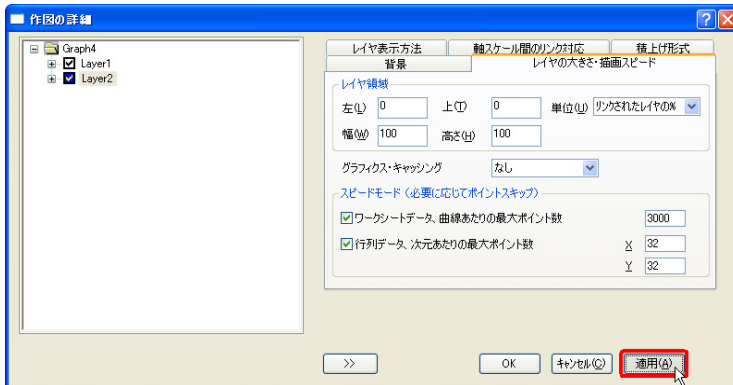 作図の詳細
Graph4
Layer1
Layer2
レイヤ表示方法 軸スケール間のリンク対応 積上げ形式
背景 レイヤの大きさ・描画スピード
レイヤ領域
左(L) 0 上(T) 0 単位(U) リンクされたレイヤの%
幅(W) 100 高さ(H) 100
グラフィクス・キャッシング なし
スピードモード (必要に応じてポイントスキップ)
ワークシートデータ、曲線あたりの最大ポイント数 3000
行列データ、次元あたりの最大ポイント数 X 32
Y 32
>> OK キャンセル(C) 適用(A)